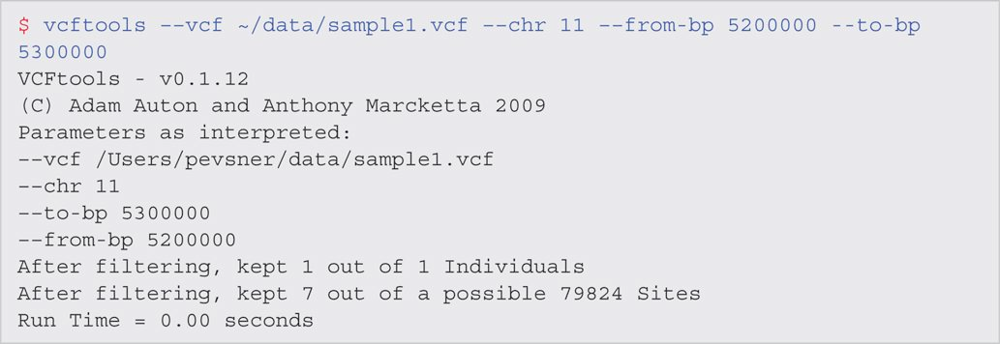 $ vcftools --vcf ~/data/sample1.vcf --chr 11 --from-bp 5200000 --to-bp
5300000
VCFtools - v0.1.12
(C) Adam Auton and Anthony Marcketta 2009
Parameters as interpreted:
--vcf /Users/pevsner/data/sample1.vcf
--chr 11
--to-bp 5300000
--from-bp 5200000
After filtering, kept 1 out of 1 Individuals
After filtering, kept 7 out of a possible 79824 Sites
Run Time = 0.00 seconds